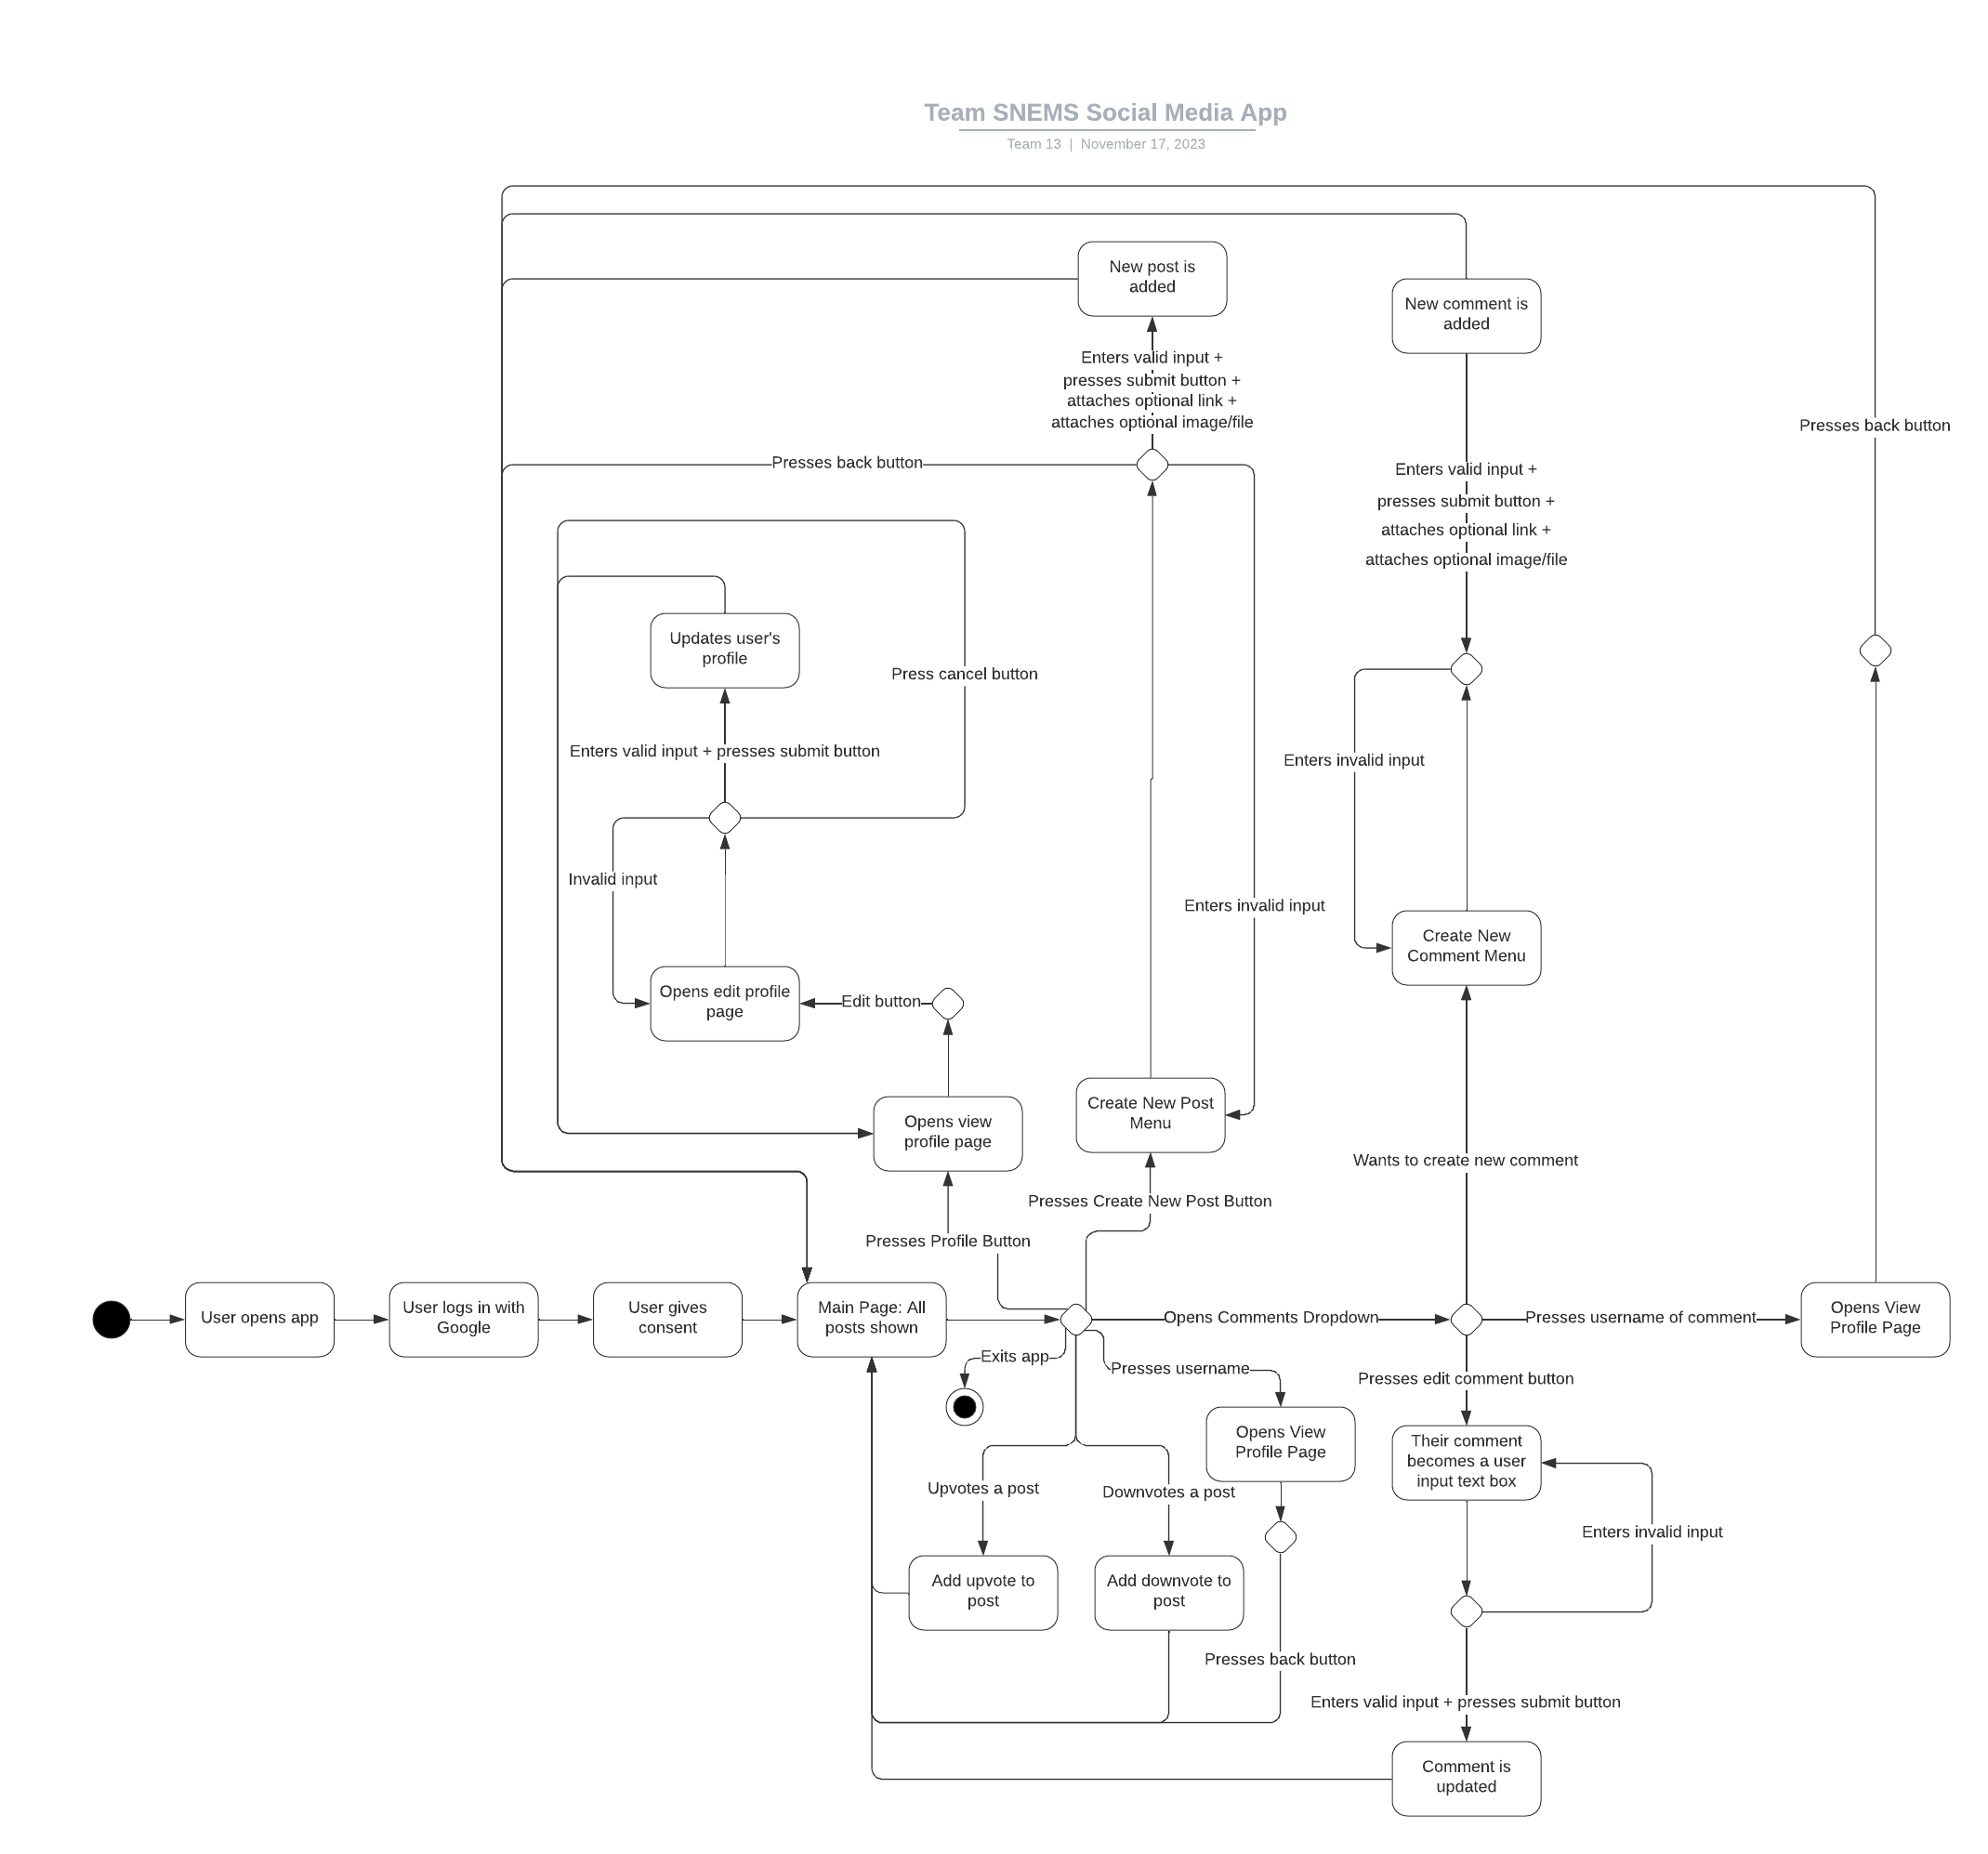 Team SNEMS Social Media App
Team 13 | November 17, 2023
New post is
added
New comment is
added
Enters valid input +
presses submit button +
attaches optional link +
attaches optional image/file
Presses back button
Presses back button
Enters valid input +
presses submit button +
attaches optional link +
attaches optional image/file
Updates user's
profile
Press cancel button
Enters valid input + presses submit button
Enters invalid input
Invalid input
Enters invalid input
Create New
Comment Menu
Opens edit profile
page
Edit button
Create New Post
Menu
Opens view
profile page
Wants to create new comment
Presses Create New Post Button
Presses Profile Button
User opens app
User logs in with
Google
User gives
consent
Main Page: All
posts shown
Opens Comments Dropdown
Presses username of comment
Opens View
Profile Page
Exits app
Presses username
Presses edit comment button
Opens View
Profile Page
Their comment
becomes a user
input text box
Upvotes a post
Downvotes a post
Enters invalid input
Add upvote to
post
Add downvote to
post
Presses back button
Enters valid input + presses submit button
Comment is
updated